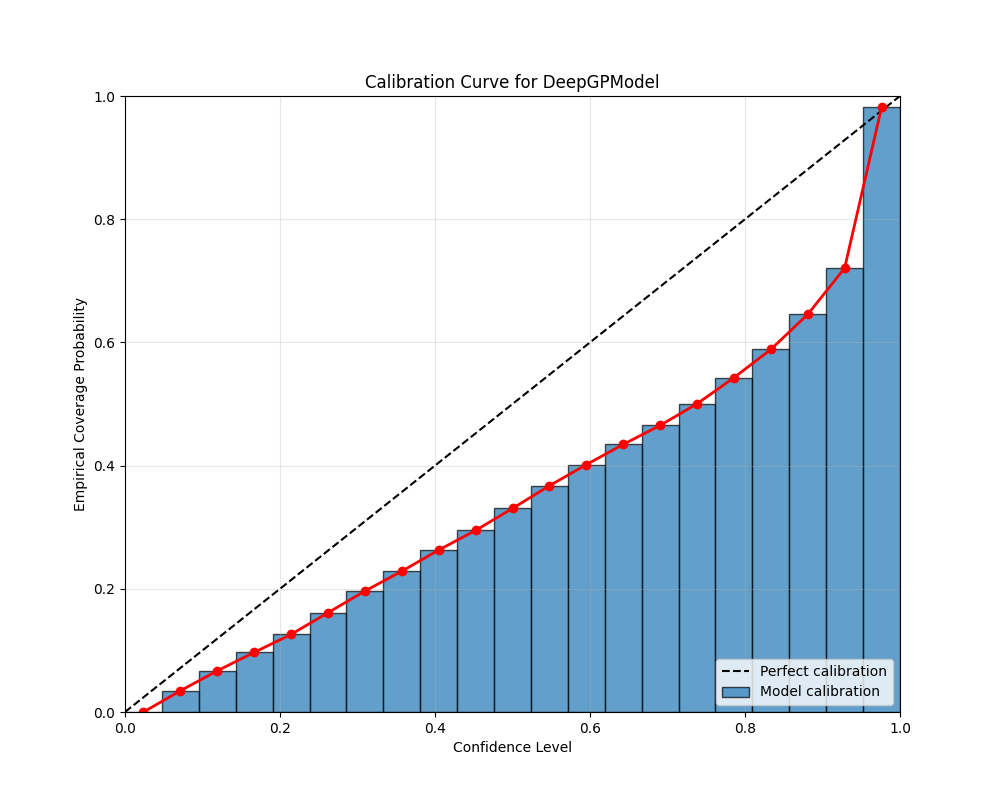 Calibration Curve for DeepGPModel
Empirical Coverage Probability
1.0
0.8
0.6
0.4
0.2
0.0
0.0 0.2 0.4 0.6 0.8 1.0
Confidence Level
Perfect calibration
Model calibration